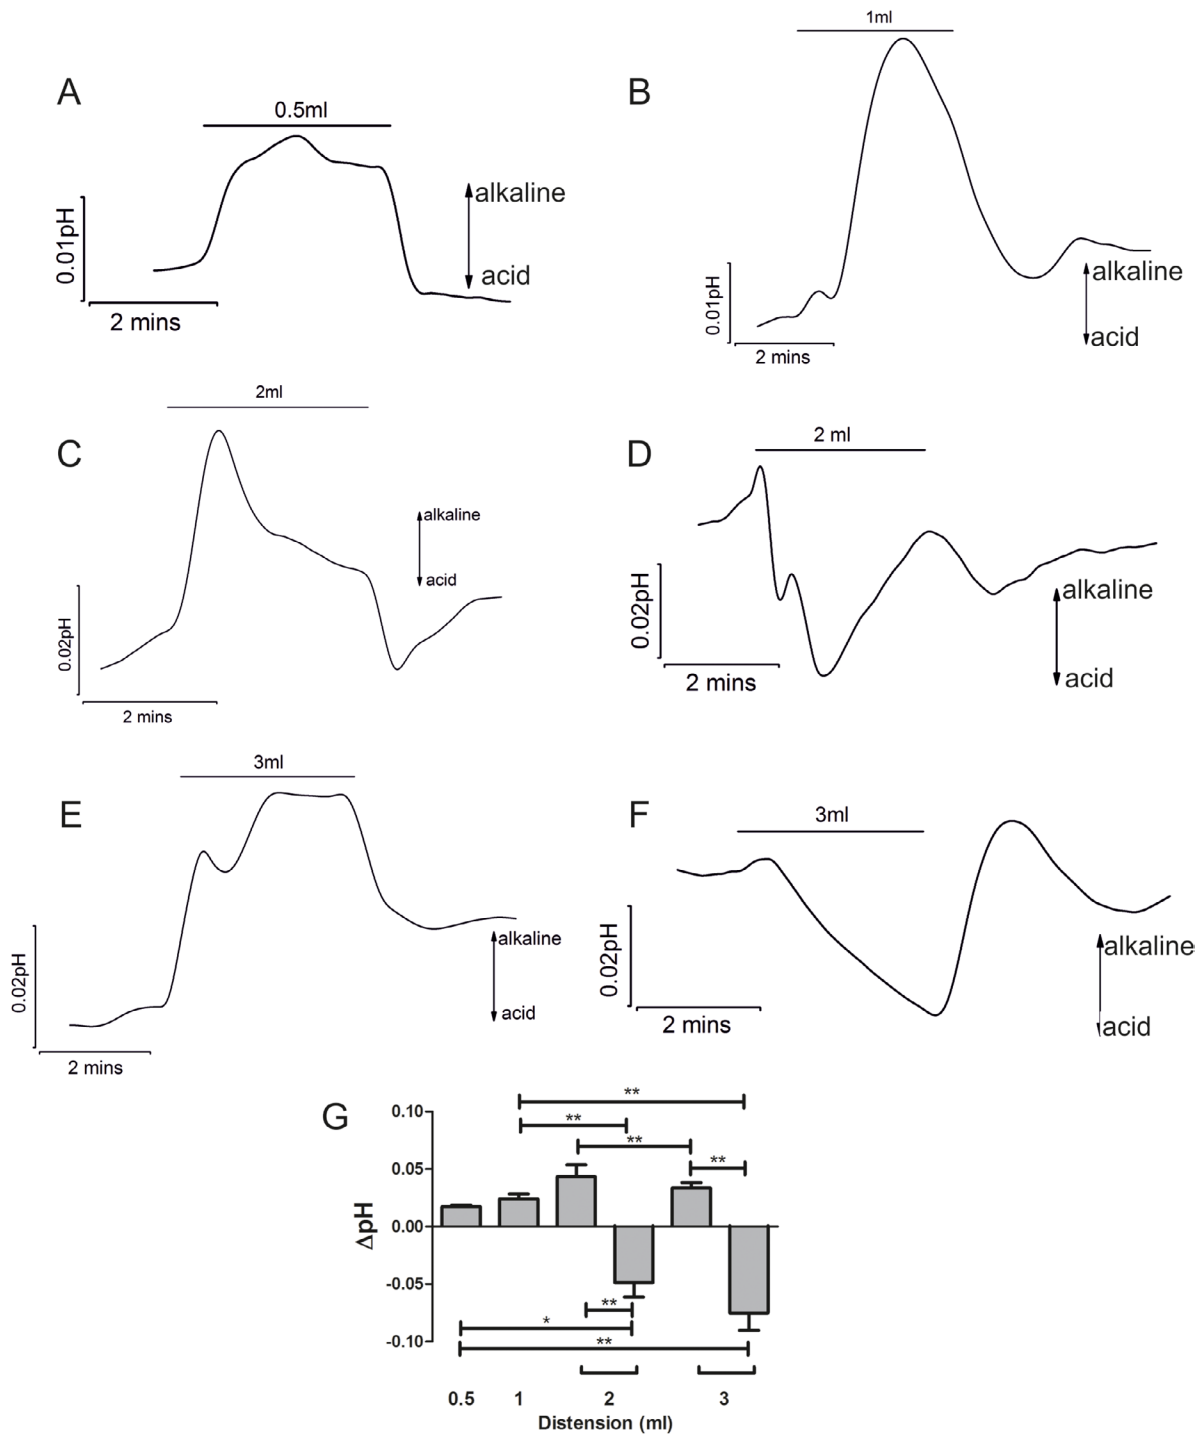 A
0.5ml
alkaline
acid
0.01pH
2 mins
B
1ml
alkaline
acid
0.01pH
2 mins
C
2ml
alkaline
acid
0.02pH
2 mins
D
2 ml
alkaline
acid
0.02pH
2 mins
E
3ml
alkaline
acid
0.02pH
2 mins
F
3ml
alkaline
acid
0.02pH
2 mins
G
**
**
**
**
0.10
0.05
0.00
-0.05
-0.10
ΔpH
**
*
**
0.5 1 2 3
Distension (ml)